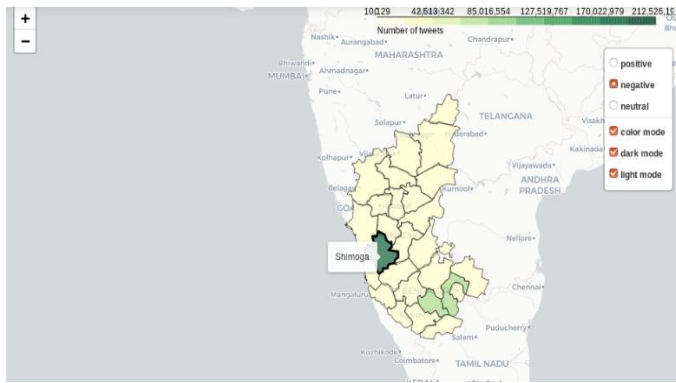 +
−
10,129 42,513,342 85,016,554 127,519,767 170,022,979 212,526,1
Number of tweets
positive
negative
neutral
color mode
dark mode
light mode
Nashik
Aurangabad
Chandrapur
MAHARASHTRA
Bhiwandi
MUMBAI
Ahmadnagar
Pune
Latur
Solapur
TELANGANA
Kolhapur
Kakinada
Vijayawada
Kurnool
ANDHRA
PRADESH
Nellore
Shimoga
Mangaluru
Chennai
Puducherry
Salem
Kozhikode
Coimbatore
TAMIL NADU